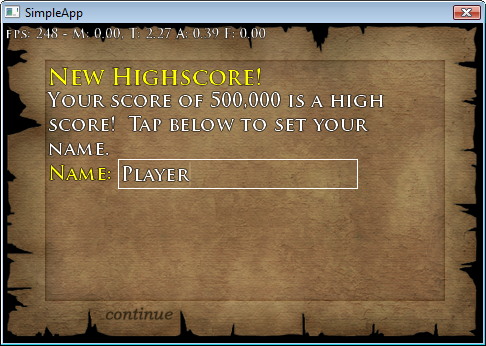 SimpleApp
FPS: 248 - M: 0.00, T: 2.27 A: 0.39 F: 0.00
New Highscore!
Your score of 500,000 is a high
score! Tap below to set your
name.
Name: Player
continue